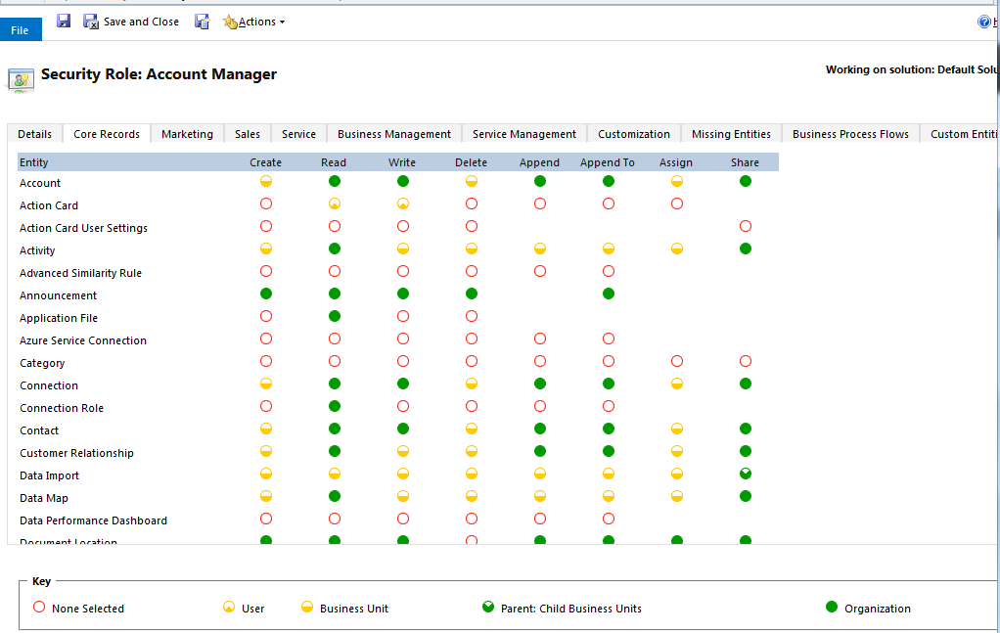 File Save and Close Actions
Security Role: Account Manager
Working on solution: Default Solu
Details Core Records Marketing Sales Service Business Management Service Management Customization Missing Entities Business Process Flows Custom Entiti
Entity Create Read Write Delete Append Append To Assign Share
Account
Action Card
Action Card User Settings
Activity
Advanced Similarity Rule
Announcement
Application File
Azure Service Connection
Category
Connection
Connection Role
Contact
Customer Relationship
Data Import
Data Map
Data Performance Dashboard
Document Location
Key
None Selected User Business Unit Parent: Child Business Units Organization